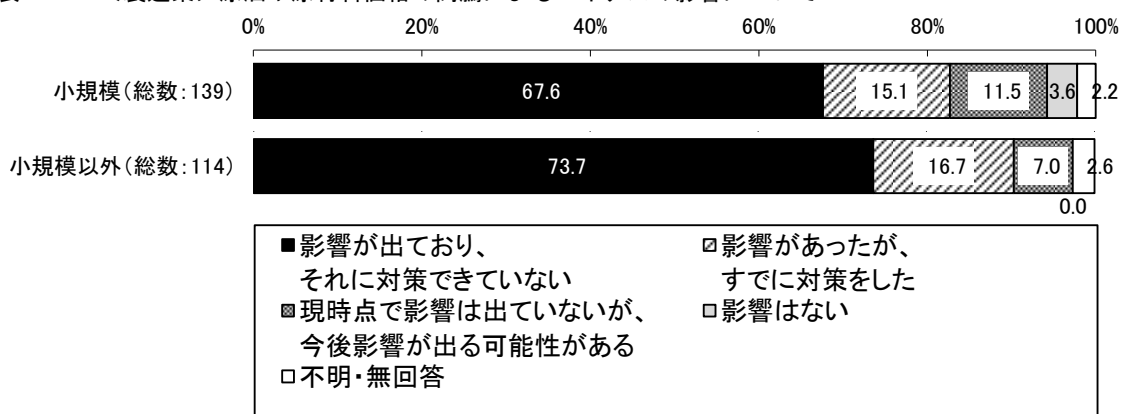 0% 20% 40% 60% 80% 100%
小規模(総数:139) 67.6 15.1 11.5 3.6 2.2
小規模以外(総数:114) 73.7 16.7 7.0 2.6
0.0
■影響が出ており、
それに対策できていない
影響があったが、
すでに対策をした
現時点で影響は出ていないが、
今後影響が出る可能性がある
影響はない
不明・無回答